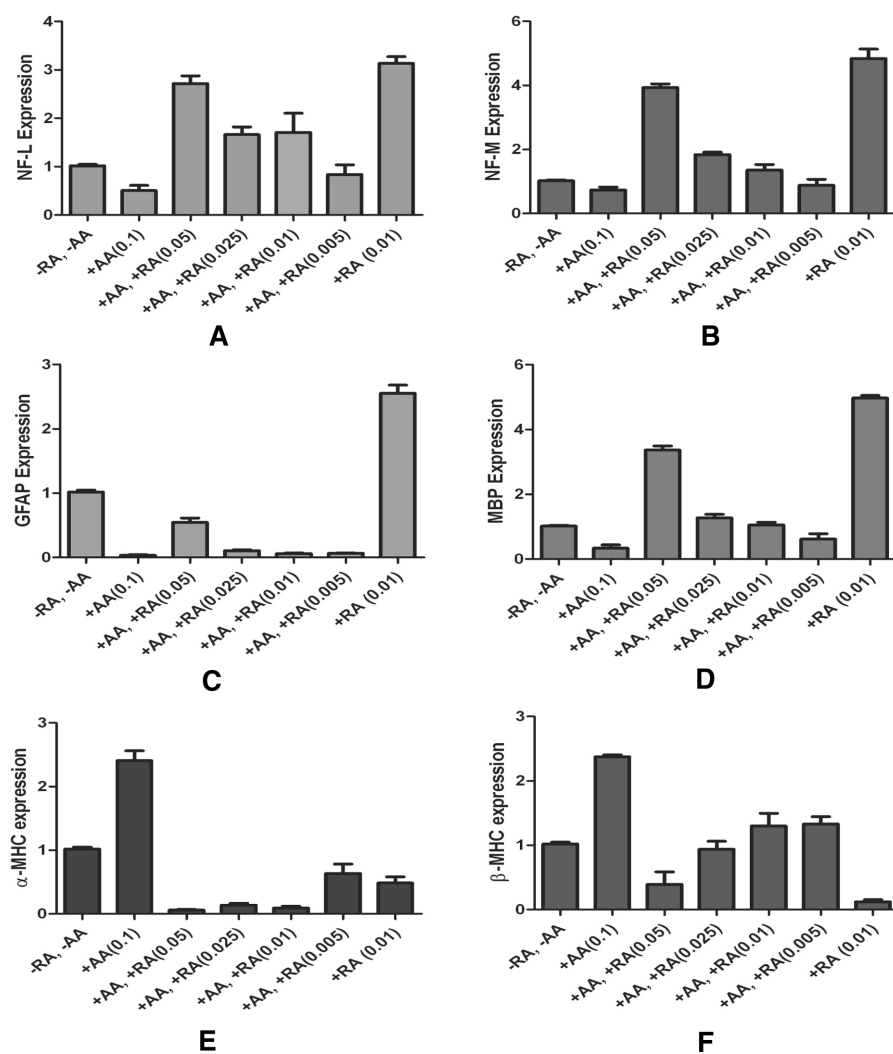 NF-L Expression
4
3
2
1
0
-RA, -AA
+AA(0.1)
+AA, +RA(0.05)
+AA, +RA(0.025)
+AA, +RA(0.01)
+AA, +RA(0.005)
+RA (0.01)
A
NF-M Expression
6
4
2
0
-RA, -AA
+AA(0.1)
+AA, +RA(0.05)
+AA, +RA(0.025)
+AA, +RA(0.01)
+AA, +RA(0.005)
+RA (0.01)
B
GFAP Expression
3
2
1
0
-RA, -AA
+AA(0.1)
+AA, +RA(0.05)
+AA, +RA(0.025)
+AA, +RA(0.01)
+AA, +RA(0.005)
+RA (0.01)
C
MBP Expression
6
4
2
0
-RA, -AA
+AA(0.1)
+AA, +RA(0.05)
+AA, +RA(0.025)
+AA, +RA(0.01)
+AA, +RA(0.005)
+RA (0.01)
D
α-MHC expression
3
2
1
0
-RA, -AA
+AA(0.1)
+AA, +RA(0.05)
+AA, +RA(0.025)
+AA, +RA(0.01)
+AA, +RA(0.005)
+RA (0.01)
E
β-MHC expression
3
2
1
0
-RA, -AA
+AA(0.1)
+AA, +RA(0.05)
+AA, +RA(0.025)
+AA, +RA(0.01)
+AA, +RA(0.005)
+RA (0.01)
F